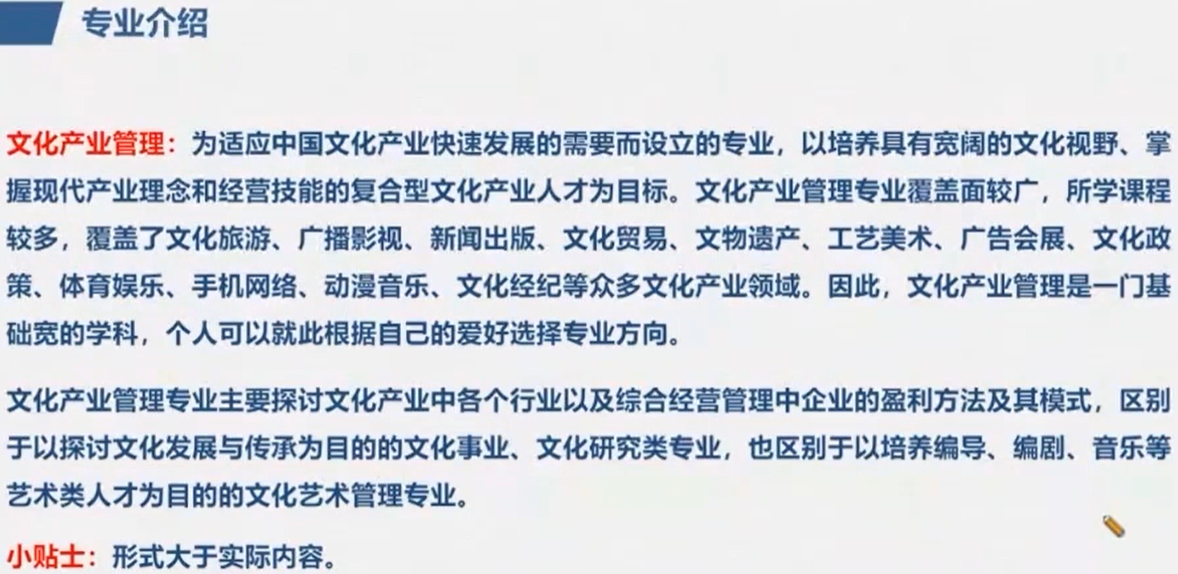 专业介绍
文化产业管理：为适应中国文化产业快速发展的需要而设立的专业，以培养具有宽阔的文化视野、掌
握现代产业理念和经营技能的复合型文化产业人才为目标。文化产业管理专业覆盖面较广，所学课程
较多，覆盖了文化旅游、广播影视、新闻出版、文化贸易、文物遗产、工艺美术、广告会展、文化政
策、体育娱乐、手机网络、动漫音乐、文化经纪等众多文化产业领域。因此，文化产业管理是一门基
础宽的学科，个人可以就此根据自己的爱好选择专业方向。
文化产业管理专业主要探讨文化产业中各个行业以及综合经营管理中企业的盈利方法及其模式，区别
于以探讨文化发展与传承为目的的文化事业、文化研究类专业，也区别于以培养编导、编剧、音乐等
艺术类人才为目的的文化艺术管理专业。
小贴士：形式大于实际内容。